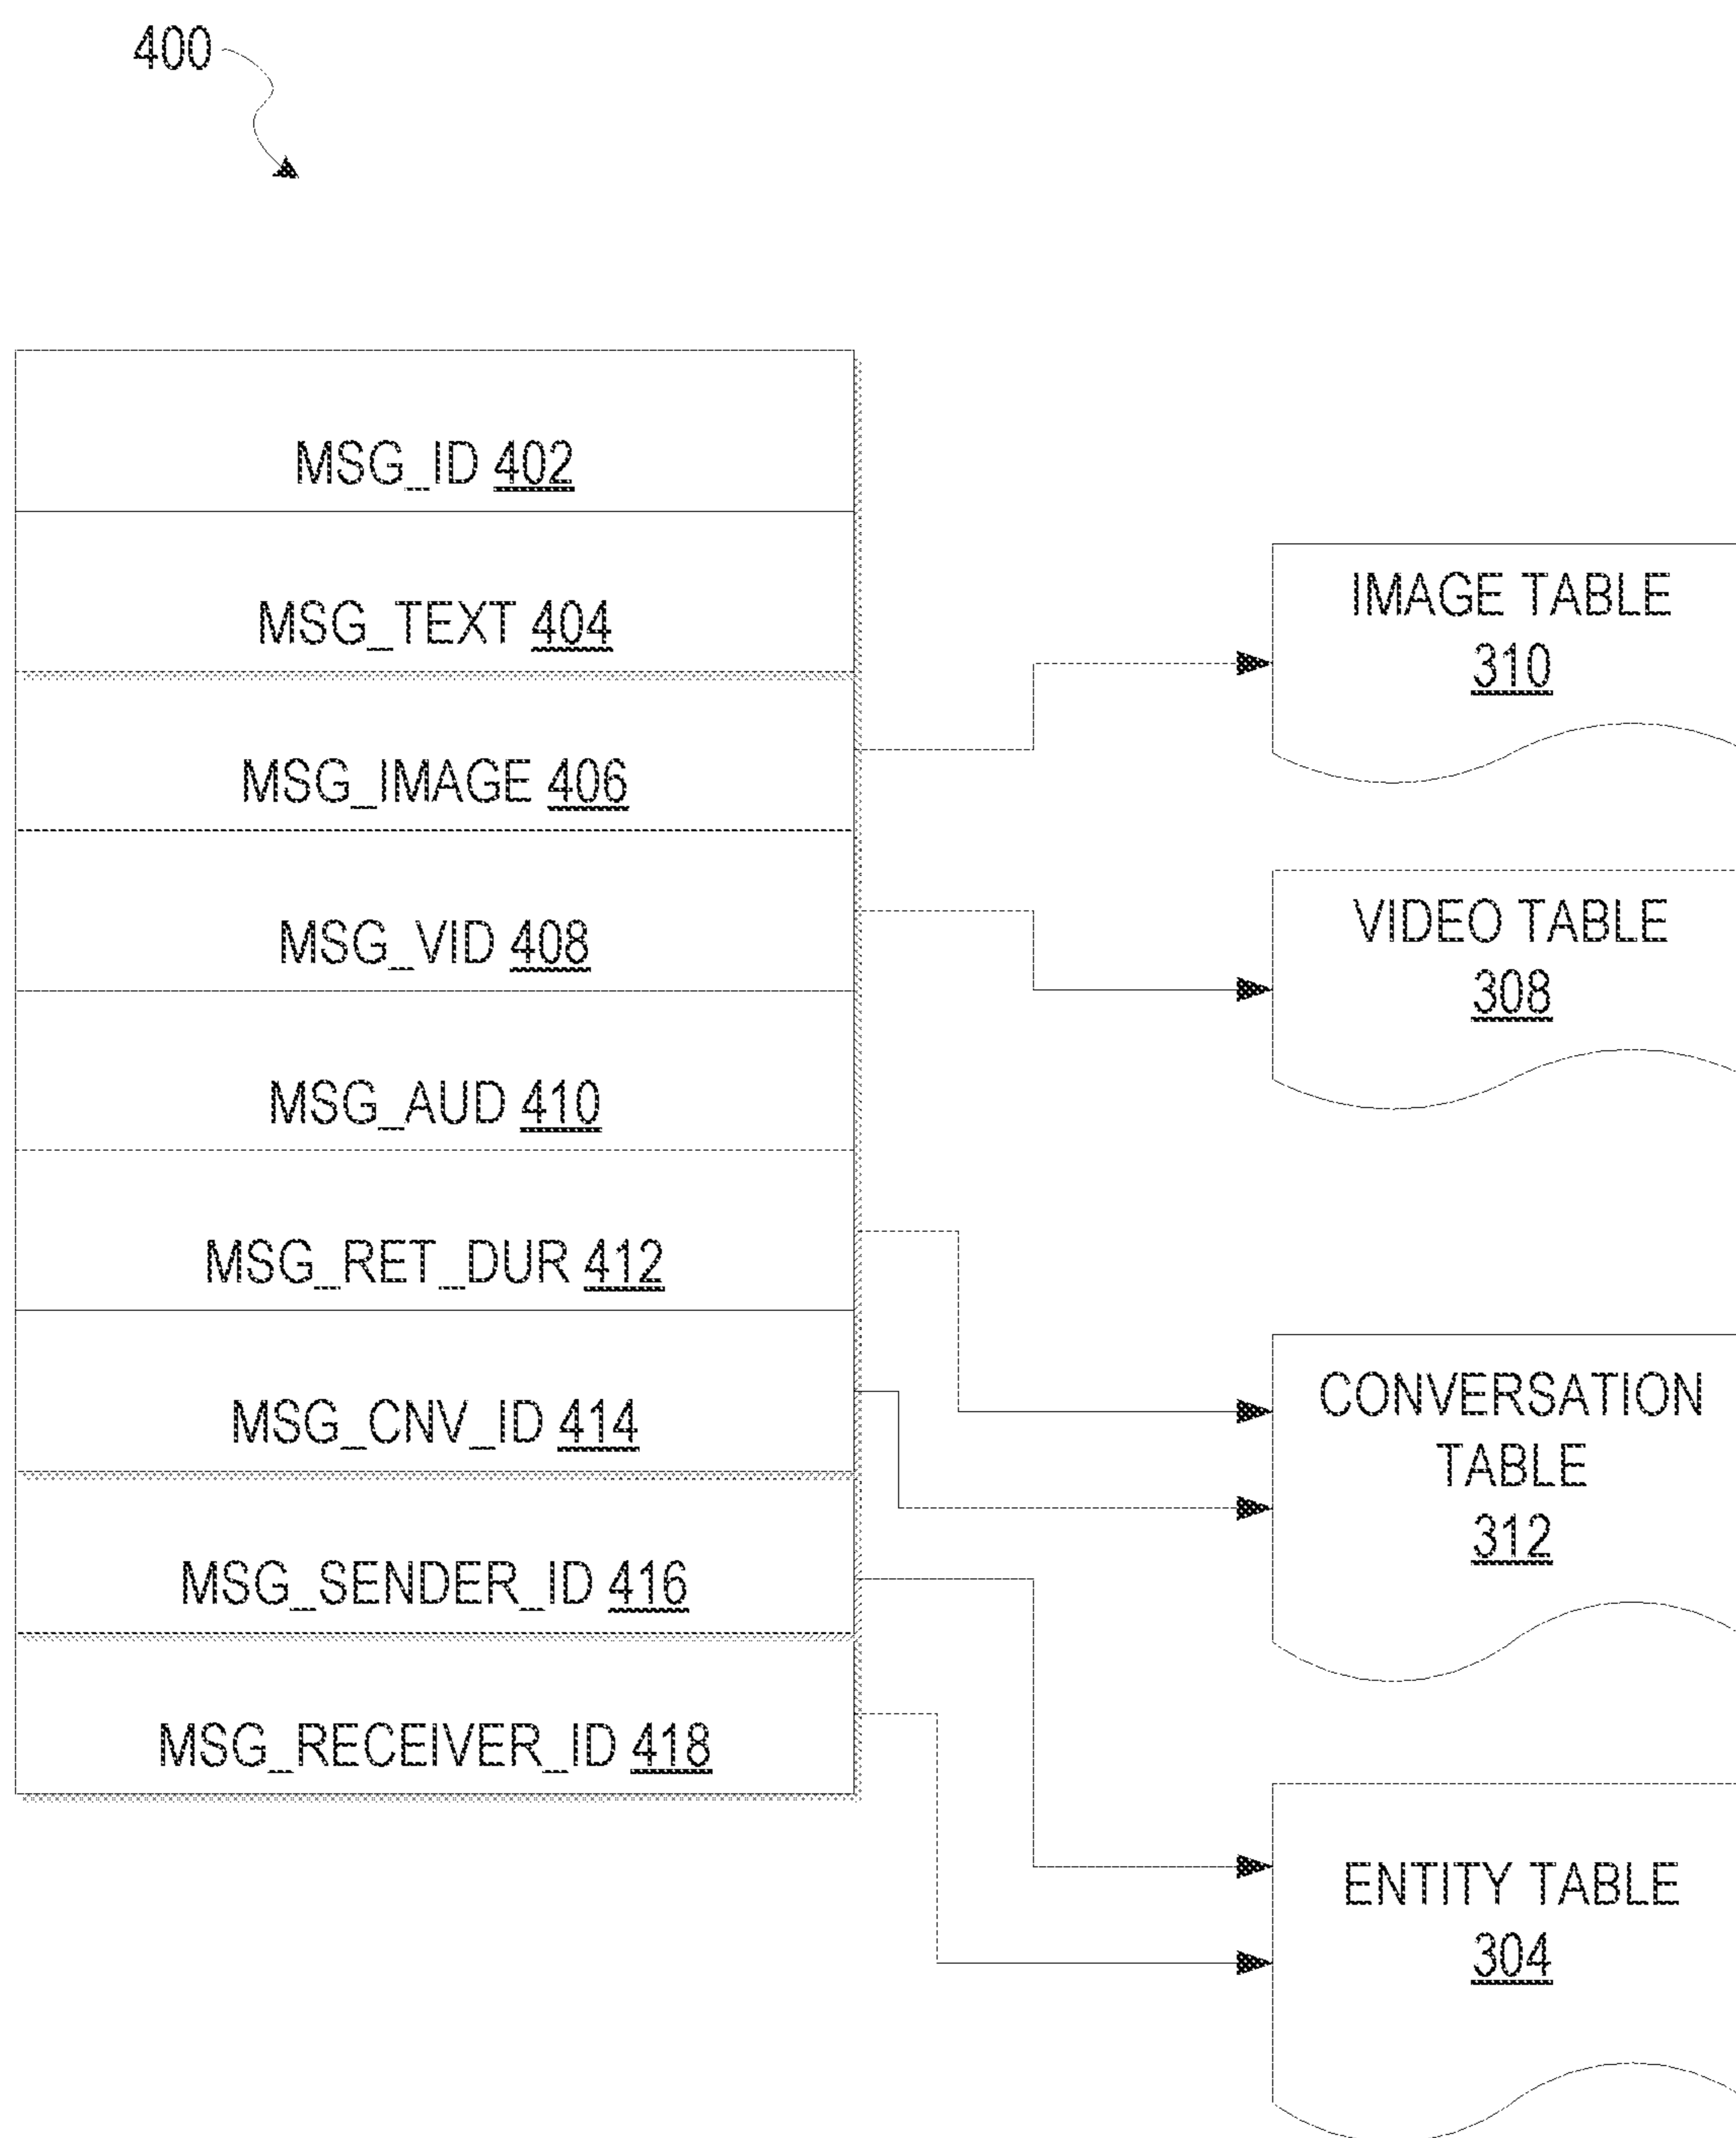 400
MSG_ID 402
MSG_TEXT 404
MSG_IMAGE 406
MSG_VID 408
MSG_AUD 410
MSG_RET_DUR 412
MSG_CNV_ID 414
MSG_SENDER_ID 416
MSG_RECEIVER_ID 418
IMAGE TABLE
310
VIDEO TABLE
308
CONVERSATION
TABLE
312
ENTITY TABLE
304